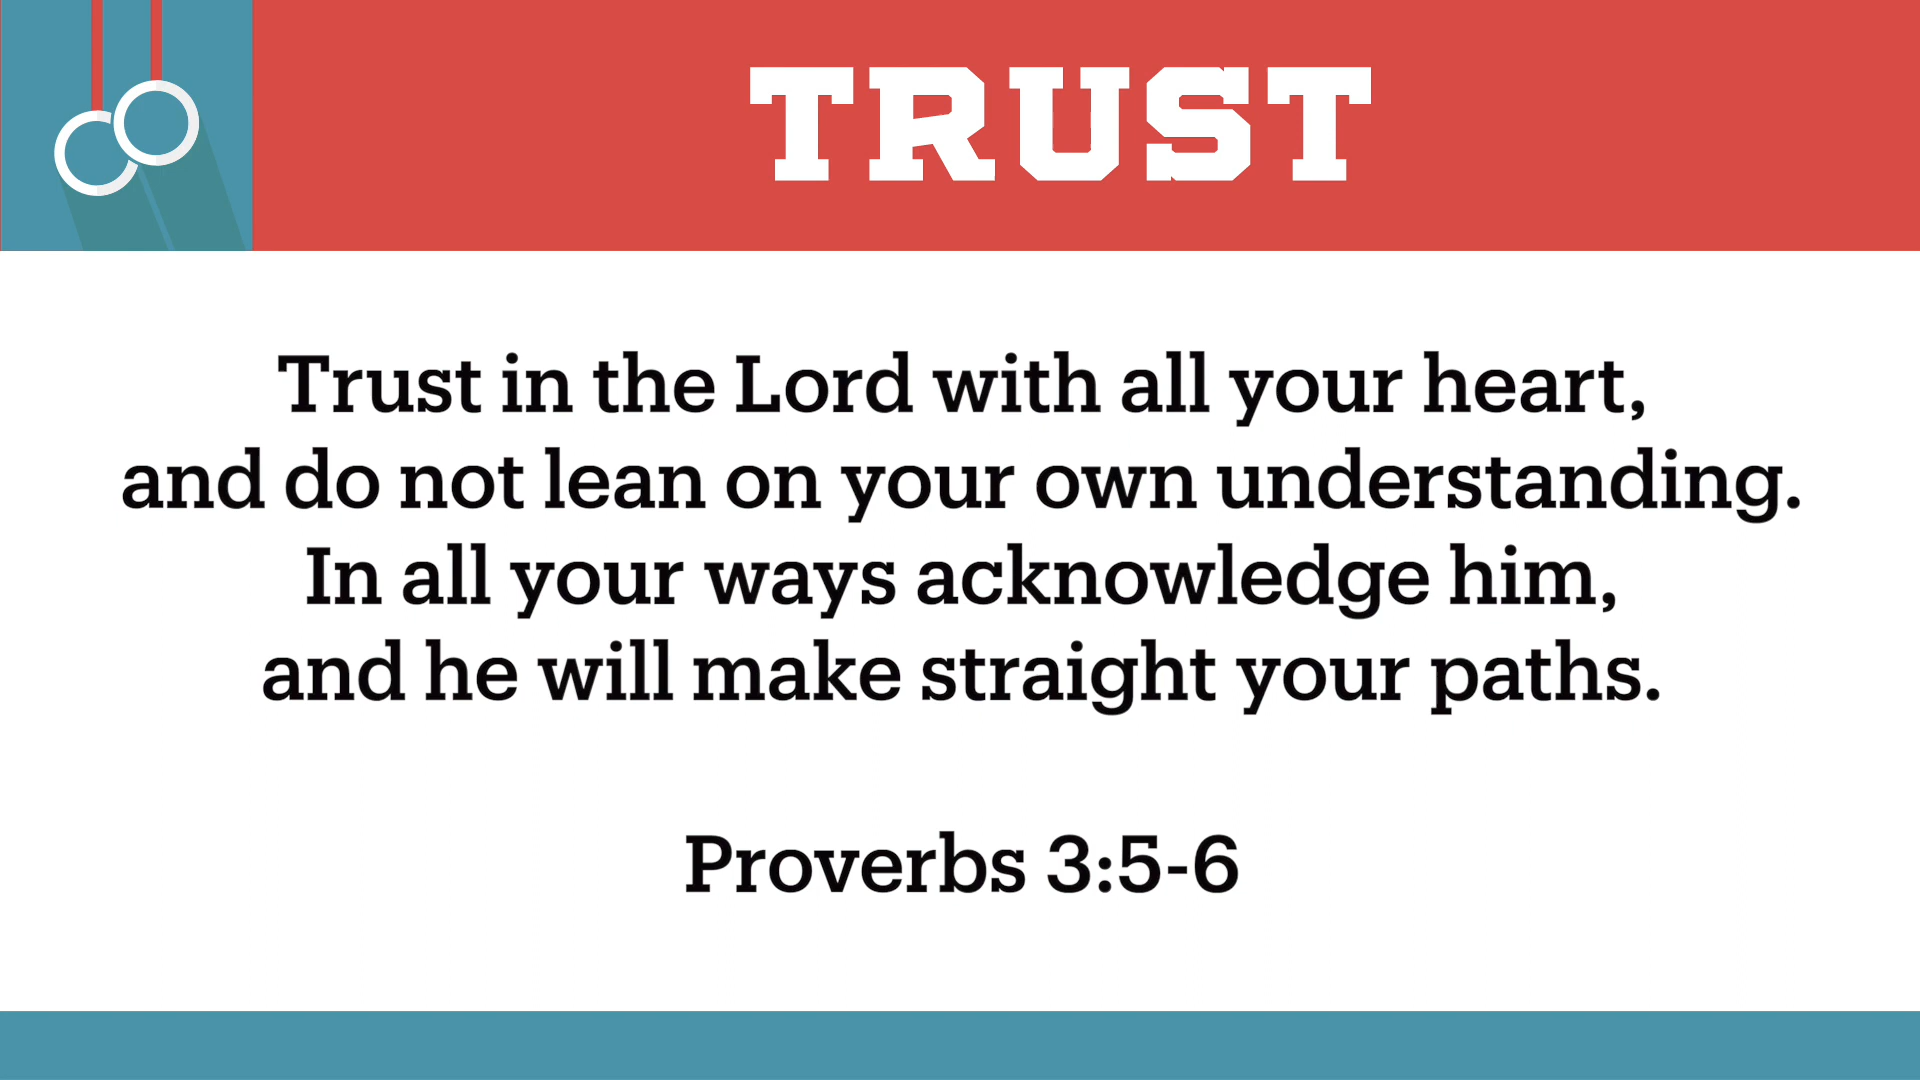 TRUST
Trust in the Lord with all your heart,
and do not lean on your own understanding.
In all your ways acknowledge him,
and he will make straight your paths.
Proverbs 3:5-6